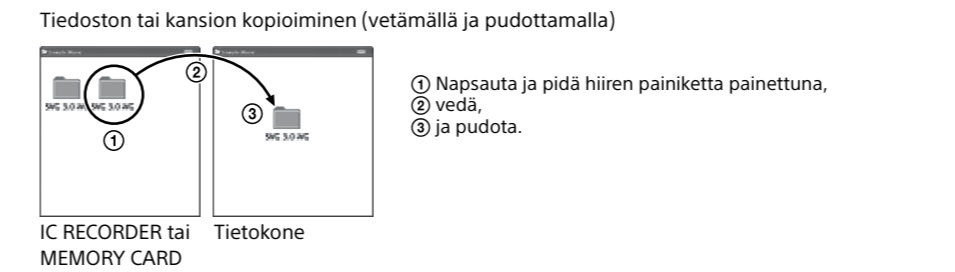 Tiedoston tai kansion kopioiminen (vetämällä ja pudottamalla)
②
③
①
① Napsauta ja pidä hiiren painiketta painettuna,
② vedä,
③ ja pudota.
IC RECORDER tai
MEMORY CARD
Tietokone